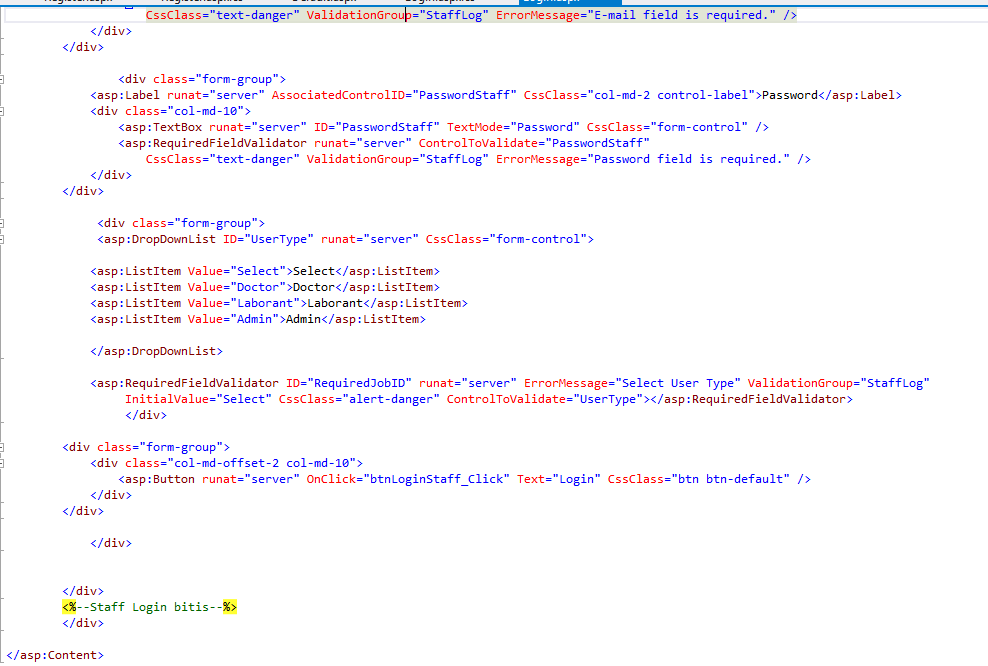 CssClass="text-danger" ValidationGroup="StaffLog" ErrorMessage="E-mail field is required." />
</div>
</div>
<div class="form-group">
<asp:Label runat="server" AssociatedControlID="PasswordStaff" CssClass="col-md-2 control-label">Password</asp:Label>
<div class="col-md-10">
<asp:TextBox runat="server" ID="PasswordStaff" TextMode="Password" CssClass="form-control" />
<asp:RequiredFieldValidator runat="server" ControlToValidate="PasswordStaff"
CssClass="text-danger" ValidationGroup="StaffLog" ErrorMessage="Password field is required." />
</div>
</div>
<div class="form-group">
<asp:DropDownList ID="UserType" runat="server" CssClass="form-control">
<asp:ListItem Value="Select">Select</asp:ListItem>
<asp:ListItem Value="Doctor">Doctor</asp:ListItem>
<asp:ListItem Value="Laborant">Laborant</asp:ListItem>
<asp:ListItem Value="Admin">Admin</asp:ListItem>
</asp:DropDownList>
<asp:RequiredFieldValidator ID="RequiredJobID" runat="server" ErrorMessage="Select User Type" ValidationGroup="StaffLog"
InitialValue="Select" CssClass="alert-danger" ControlToValidate="UserType"></asp:RequiredFieldValidator>
</div>
<div class="form-group">
<div class="col-md-offset-2 col-md-10">
<asp:Button runat="server" OnClick="btnLoginStaff_Click" Text="Login" CssClass="btn btn-default" />
</div>
</div>
</div>
</div>
<%--Staff Login bitis--%>
</div>
</asp:Content>